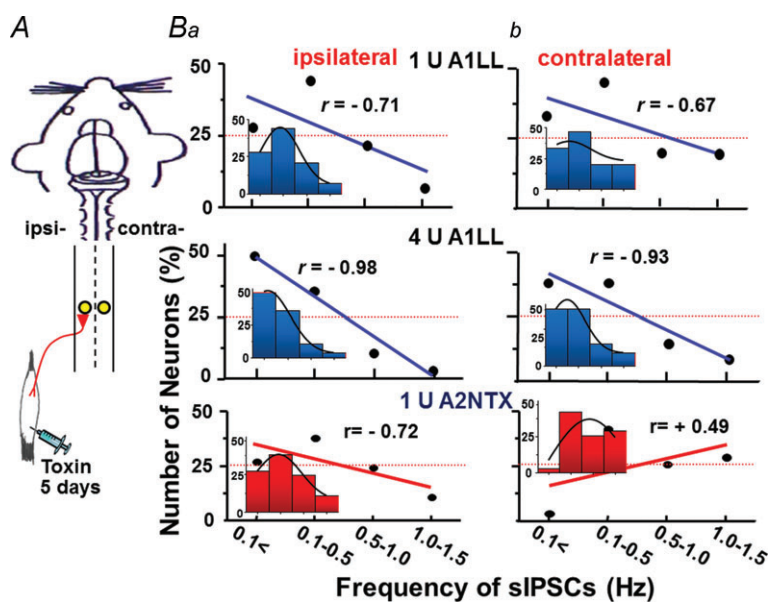 A
Ba
b
ipsilateral
1 U A1LL
contralateral
50
25
0
r = - 0.71
50
25
0
r = - 0.67
50
25
0
ipsi-
contra-
4 U A1LL
50
25
0
r = - 0.98
50
25
0
r = - 0.93
50
25
0
1 U A2NTX
50
25
0
r= - 0.72
50
25
0
r= + 0.49
50
25
0
Toxin
5 days
Number of Neurons (%)
0.1<
0.1-0.5
0.5-1.0
1.0-1.5
0.1<
0.1-0.5
0.5-1.0
1.0-1.5
Frequency of sIPSCs (Hz)